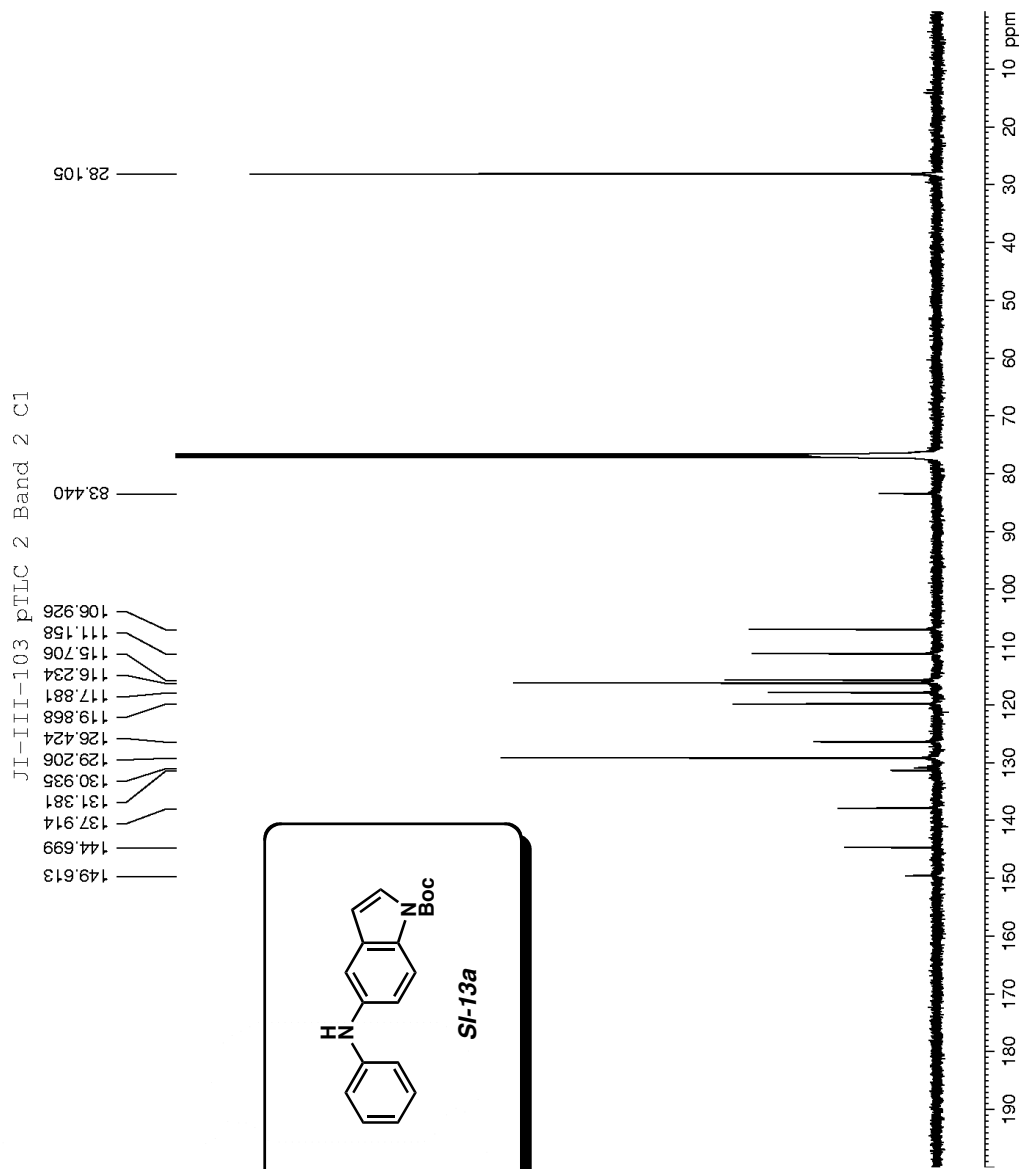 JI-III-103 pTLC 2 Band 2 C1
149.613
144.699
137.914
131.381
130.935
129.206
126.424
119.868
117.881
116.234
115.706
111.158
106.926
83.440
28.105
H
N
N
Boc
SI-13a
190 180 170 160 150 140 130 120 110 100 90 80 70 60 50 40 30 20 10 ppm